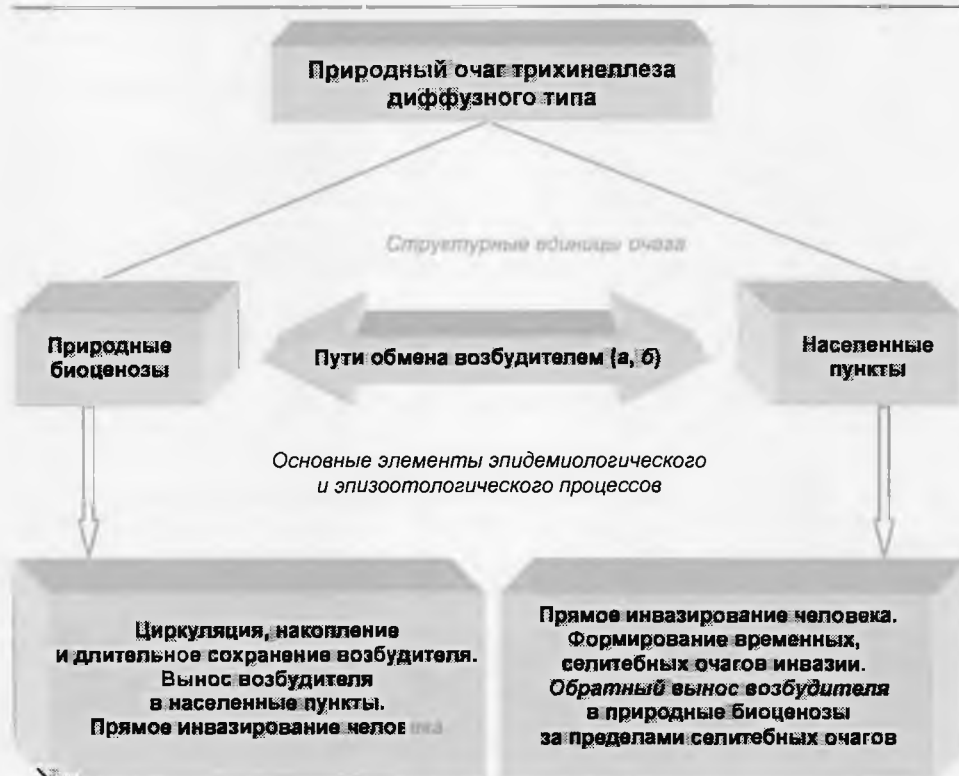 Природный очаг трихинеллеза
диффузного типа
Структурные единицы очага
Природные
биоценозы
Пути обмена возбудителем (а, б)
Населенные
пункты
Основные элементы эпидемиологического
и эпизоотологического процессов
Циркуляция, накопление
и длительное сохранение возбудителя.
Вынос возбудителя
в населенные пункты.
Прямое инвазирование человека
Прямое инвазирование человека.
Формирование временных,
селитебных очагов инвазии.
Обратный вынос возбудителя
в природные биоценозы
за пределами селитебных очагов